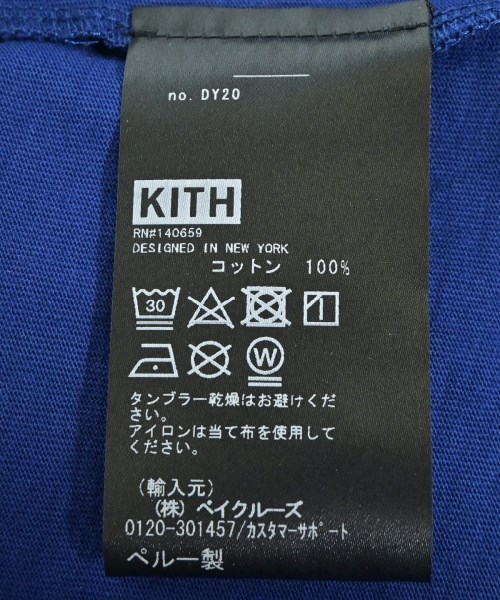 no. DY20
KITH
RN#140659
DESIGNED IN NEW YORK
コットン 100%
30
W
タンブラー乾燥はお避けくだ
さい。
アイロンは当て布を使用して
ください。
(輸入元)
(株) ベイクルーズ
0120-301457/カスタマーサポート
ペルー製